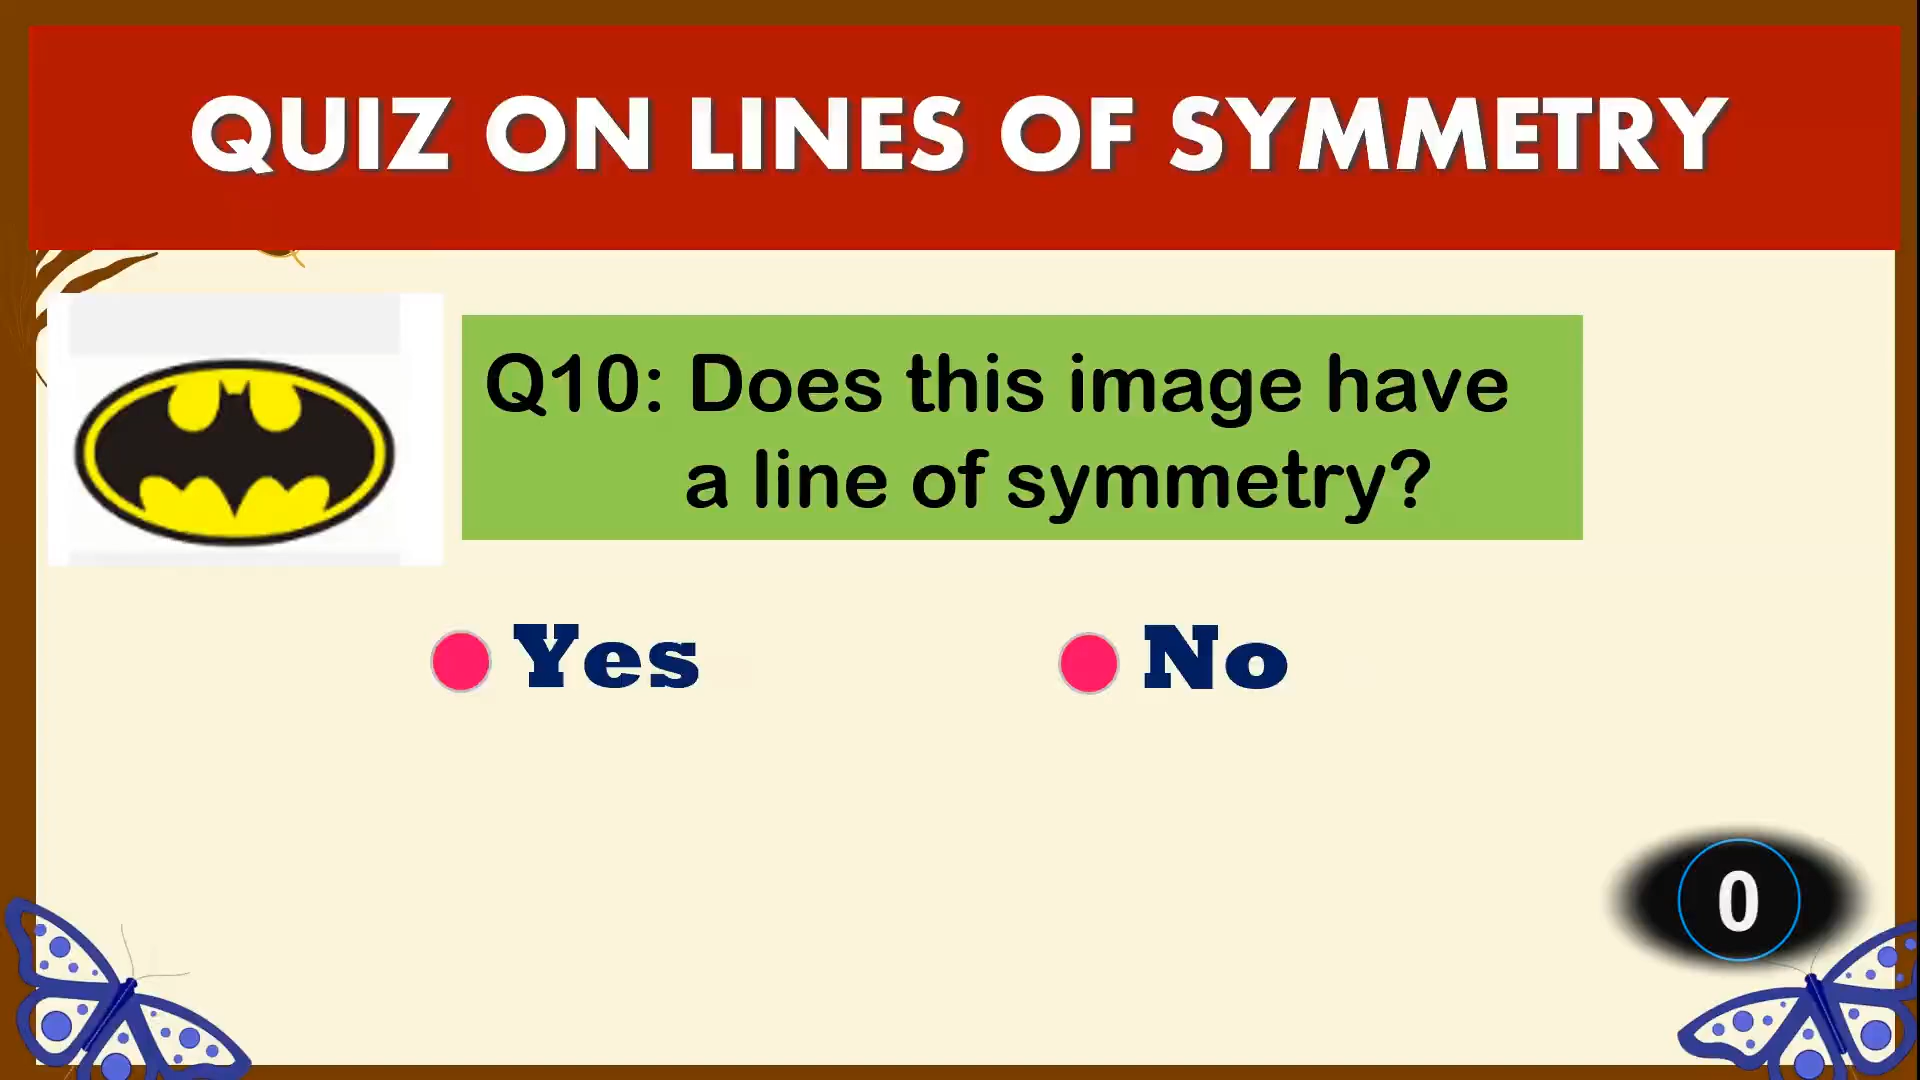 QUIZ ON LINES OF SYMMETRY
Q10: Does this image have
a line of symmetry?
Yes
No
0